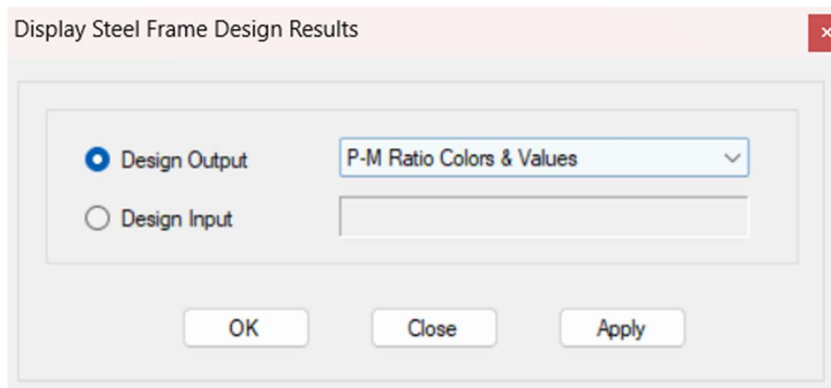 Display Steel Frame Design Results
Design Output P-M Ratio Colors & Values
Design Input
OK Close Apply